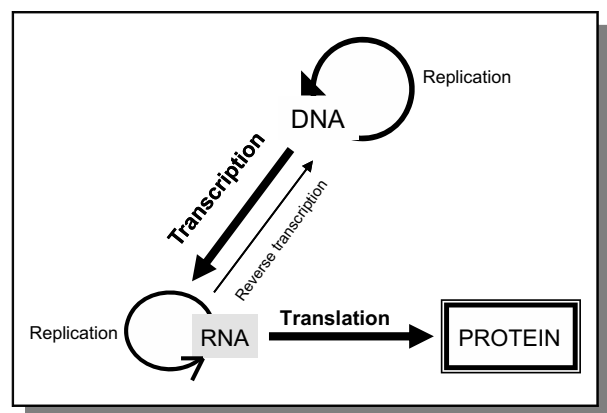 Replication
DNA
Transcription
Reverse transcription
Replication
RNA
Translation
PROTEIN